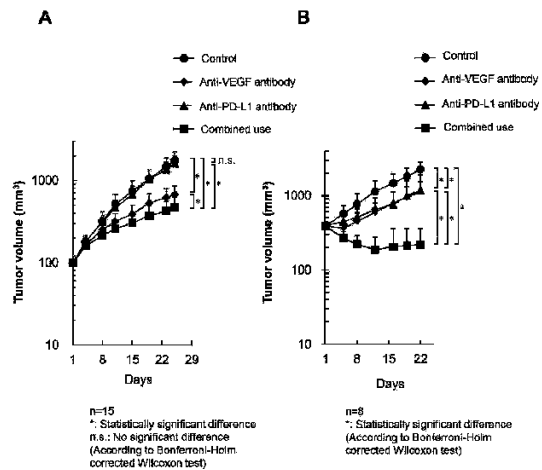 A
Control
Anti-VEGF antibody
Anti-PD-L1 antibody
Combined use
n.s.
*
*
*
*
*
Tumor volume (mm³)
1000
100
10
1 8 15 22 29
Days
n=15
*: Statistically significant difference
n.s.: No significant difference
(According to Bonferroni-Holm
corrected Wilcoxon test)
B
Control
Anti-VEGF antibody
Anti-PD-L1 antibody
Combined use
*
*
*
*
Tumor volume (mm³)
1000
100
10
1 8 15 22
Days
n=8
*: Statistically significant difference
(According to Bonferroni-Holm
corrected Wilcoxon test)